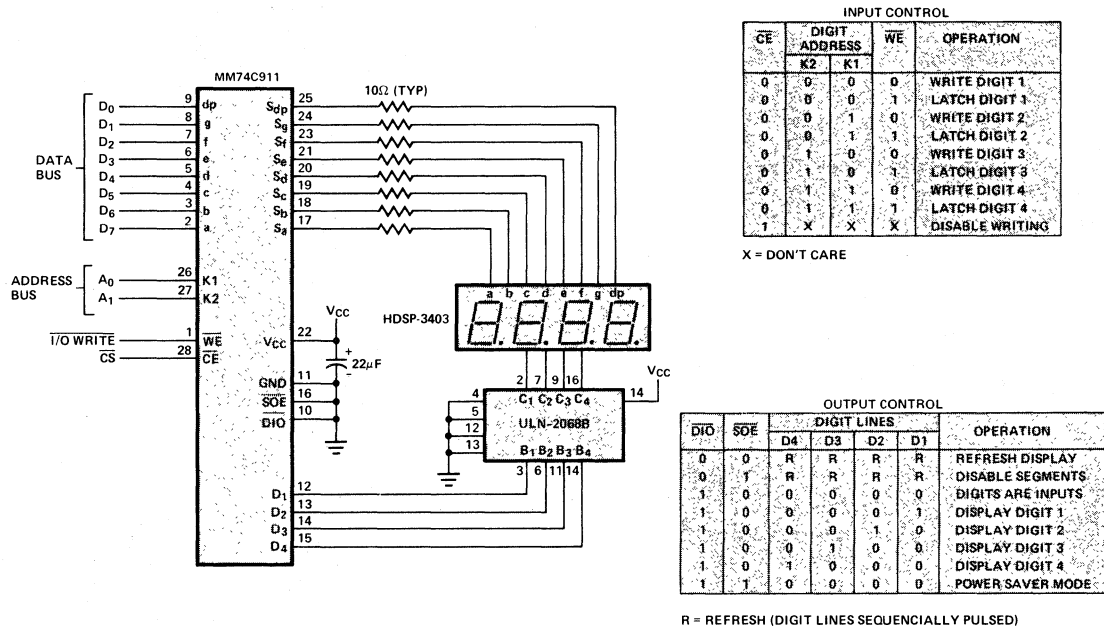 MM74C911
DATA BUS
D0 9 dp
D1 8 g
D2 7 f
D3 6 e
D4 5 d
D5 4 c
D6 3 b
D7 2 a
ADDRESS BUS
A0 26 K1
A1 27 K2
I/O WRITE 1 WE
CS 28 CE
Sdp 25
Sg 24
Sf 23
Se 21
Sd 20
Sc 19
Sb 18
Sa 17
10Ω (TYP)
VCC 22
VCC
+
22μF
-
GND 11
SOE 16
DIO 10
D1 12
D2 13
D3 14
D4 15
a b c d e f g dp
8. 8. 8. 8.
HDSP-3403
2 7 9 16
C1 C2 C3 C4
4
5
12
13
ULN-2068B
14
VCC
B1 B2 B3 B4
3 6 11 14
INPUT CONTROL
CE DIGIT ADDRESS WE OPERATION
K2 K1
0 0 0 0 WRITE DIGIT 1
0 0 0 1 LATCH DIGIT 1
0 0 1 0 WRITE DIGIT 2
0 0 1 1 LATCH DIGIT 2
0 1 0 0 WRITE DIGIT 3
0 1 0 1 LATCH DIGIT 3
0 1 1 0 WRITE DIGIT 4
0 1 1 1 LATCH DIGIT 4
1 X X X DISABLE WRITING
X = DON'T CARE
OUTPUT CONTROL
DIO SOE DIGIT LINES OPERATION
D4 D3 D2 D1
0 0 R R R R REFRESH DISPLAY
0 1 R R R R DISABLE SEGMENTS
1 0 0 0 0 0 DIGITS ARE INPUTS
1 0 0 0 0 1 DISPLAY DIGIT 1
1 0 0 0 1 0 DISPLAY DIGIT 2
1 0 0 1 0 0 DISPLAY DIGIT 3
1 0 1 0 0 0 DISPLAY DIGIT 4
1 1 0 0 0 0 POWER SAVER MODE
R = REFRESH (DIGIT LINES SEQUENCIALLY PULSED)